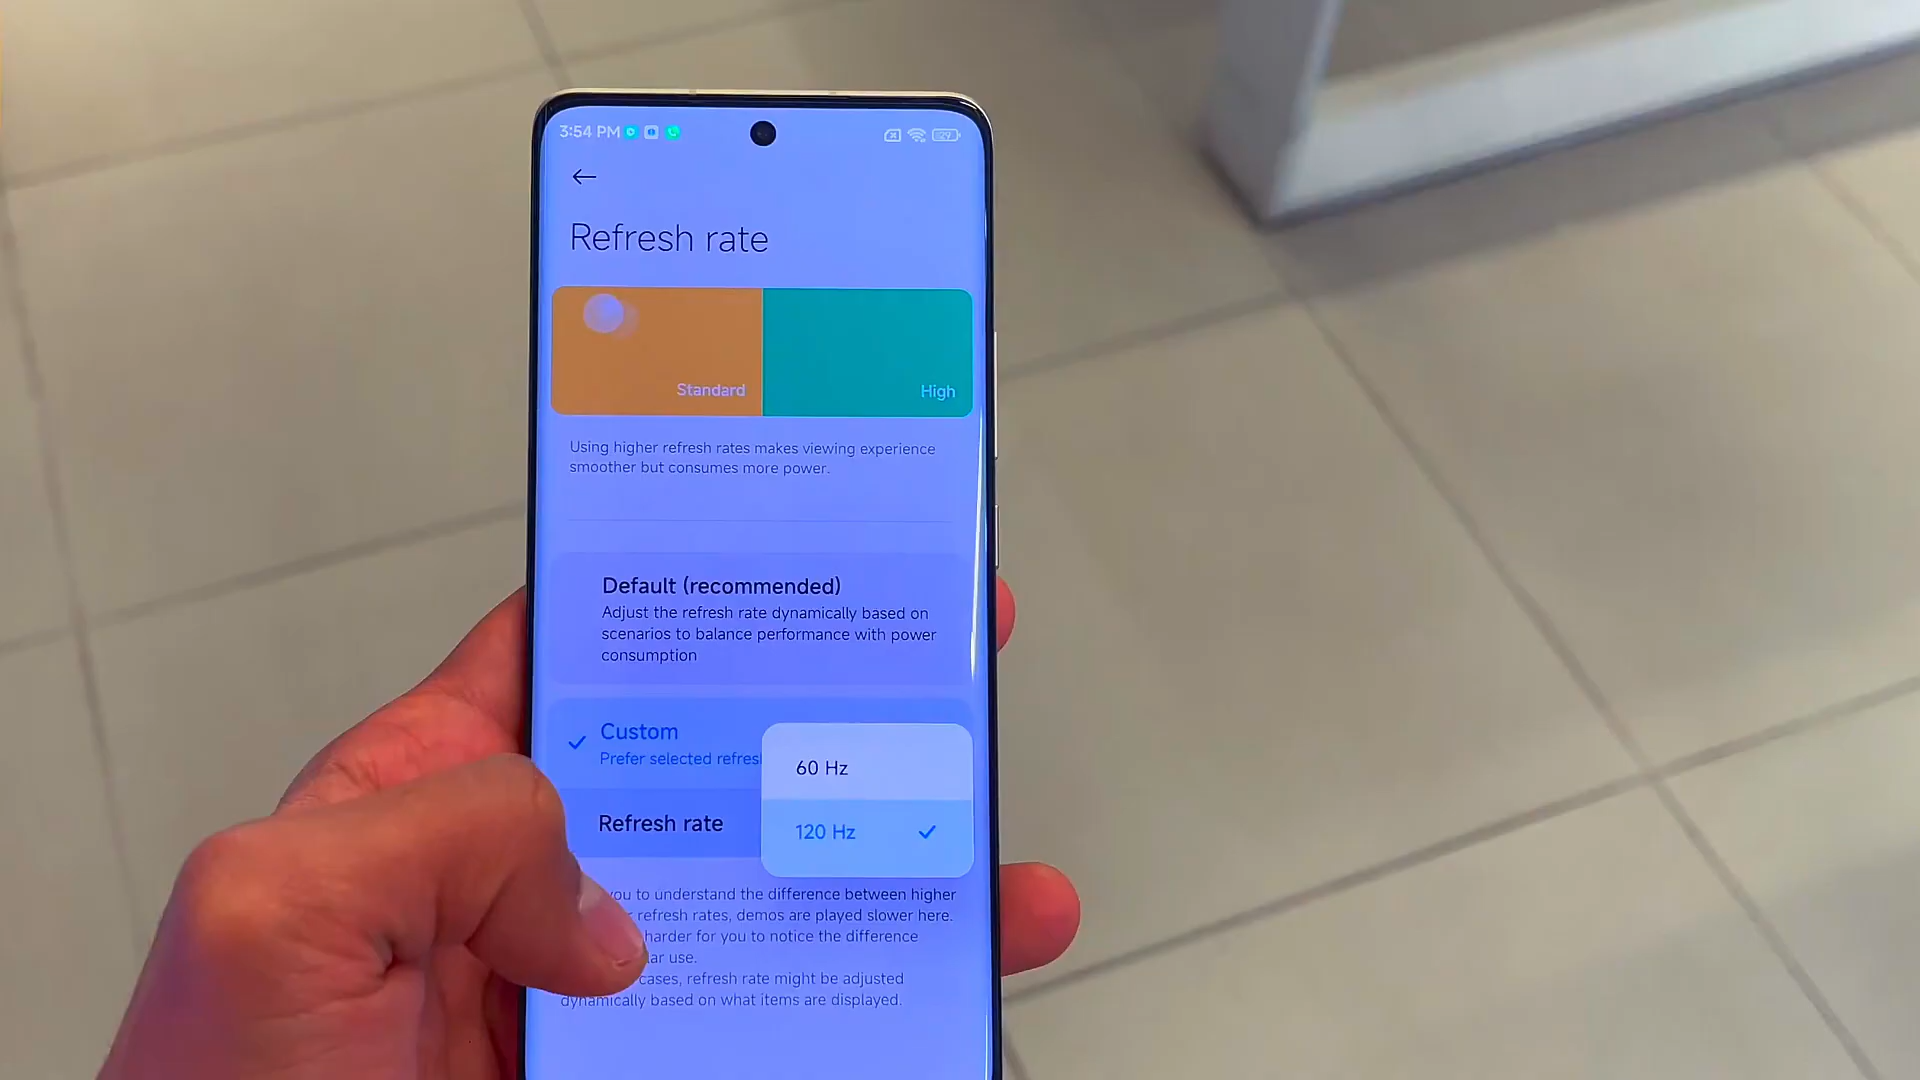 3:54 PM
29
Refresh rate
Standard
High
Using higher refresh rates makes viewing experience
smoother but consumes more power.
Default (recommended)
Adjust the refresh rate dynamically based on
scenarios to balance performance with power
consumption
Custom
Prefer selected
60 Hz
Refresh rate
120 Hz
you to understand the difference between higher
refresh rates, demos are played slower here.
harder for you to notice the difference
use.
cases, refresh rate might be adjusted
dynamically based on what items are displayed.